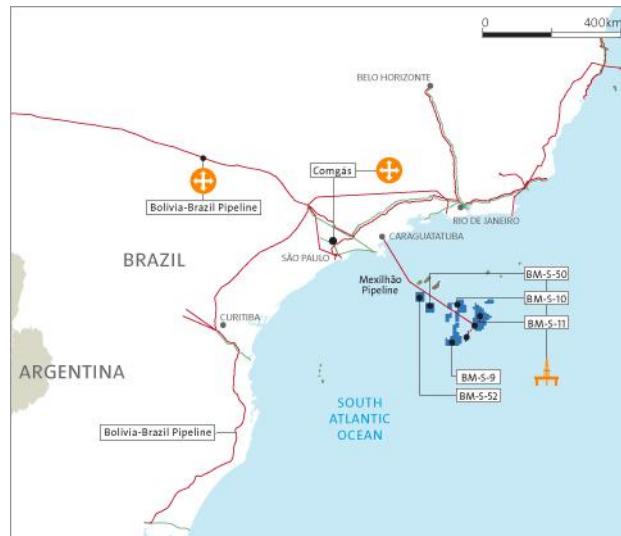 0 400km
BELO HORIZONTE
Comgás
Bolivia-Brazil Pipeline
RIO DE JANEIRO
CARAGUATATUBA
BRAZIL
SÃO PAULO
Mexilhão
Pipeline
BM-S-50
BM-S-10
BM-S-11
CURITIBA
ARGENTINA
BM-S-9
BM-S-52
SOUTH
ATLANTIC
OCEAN
Bolivia-Brazil Pipeline